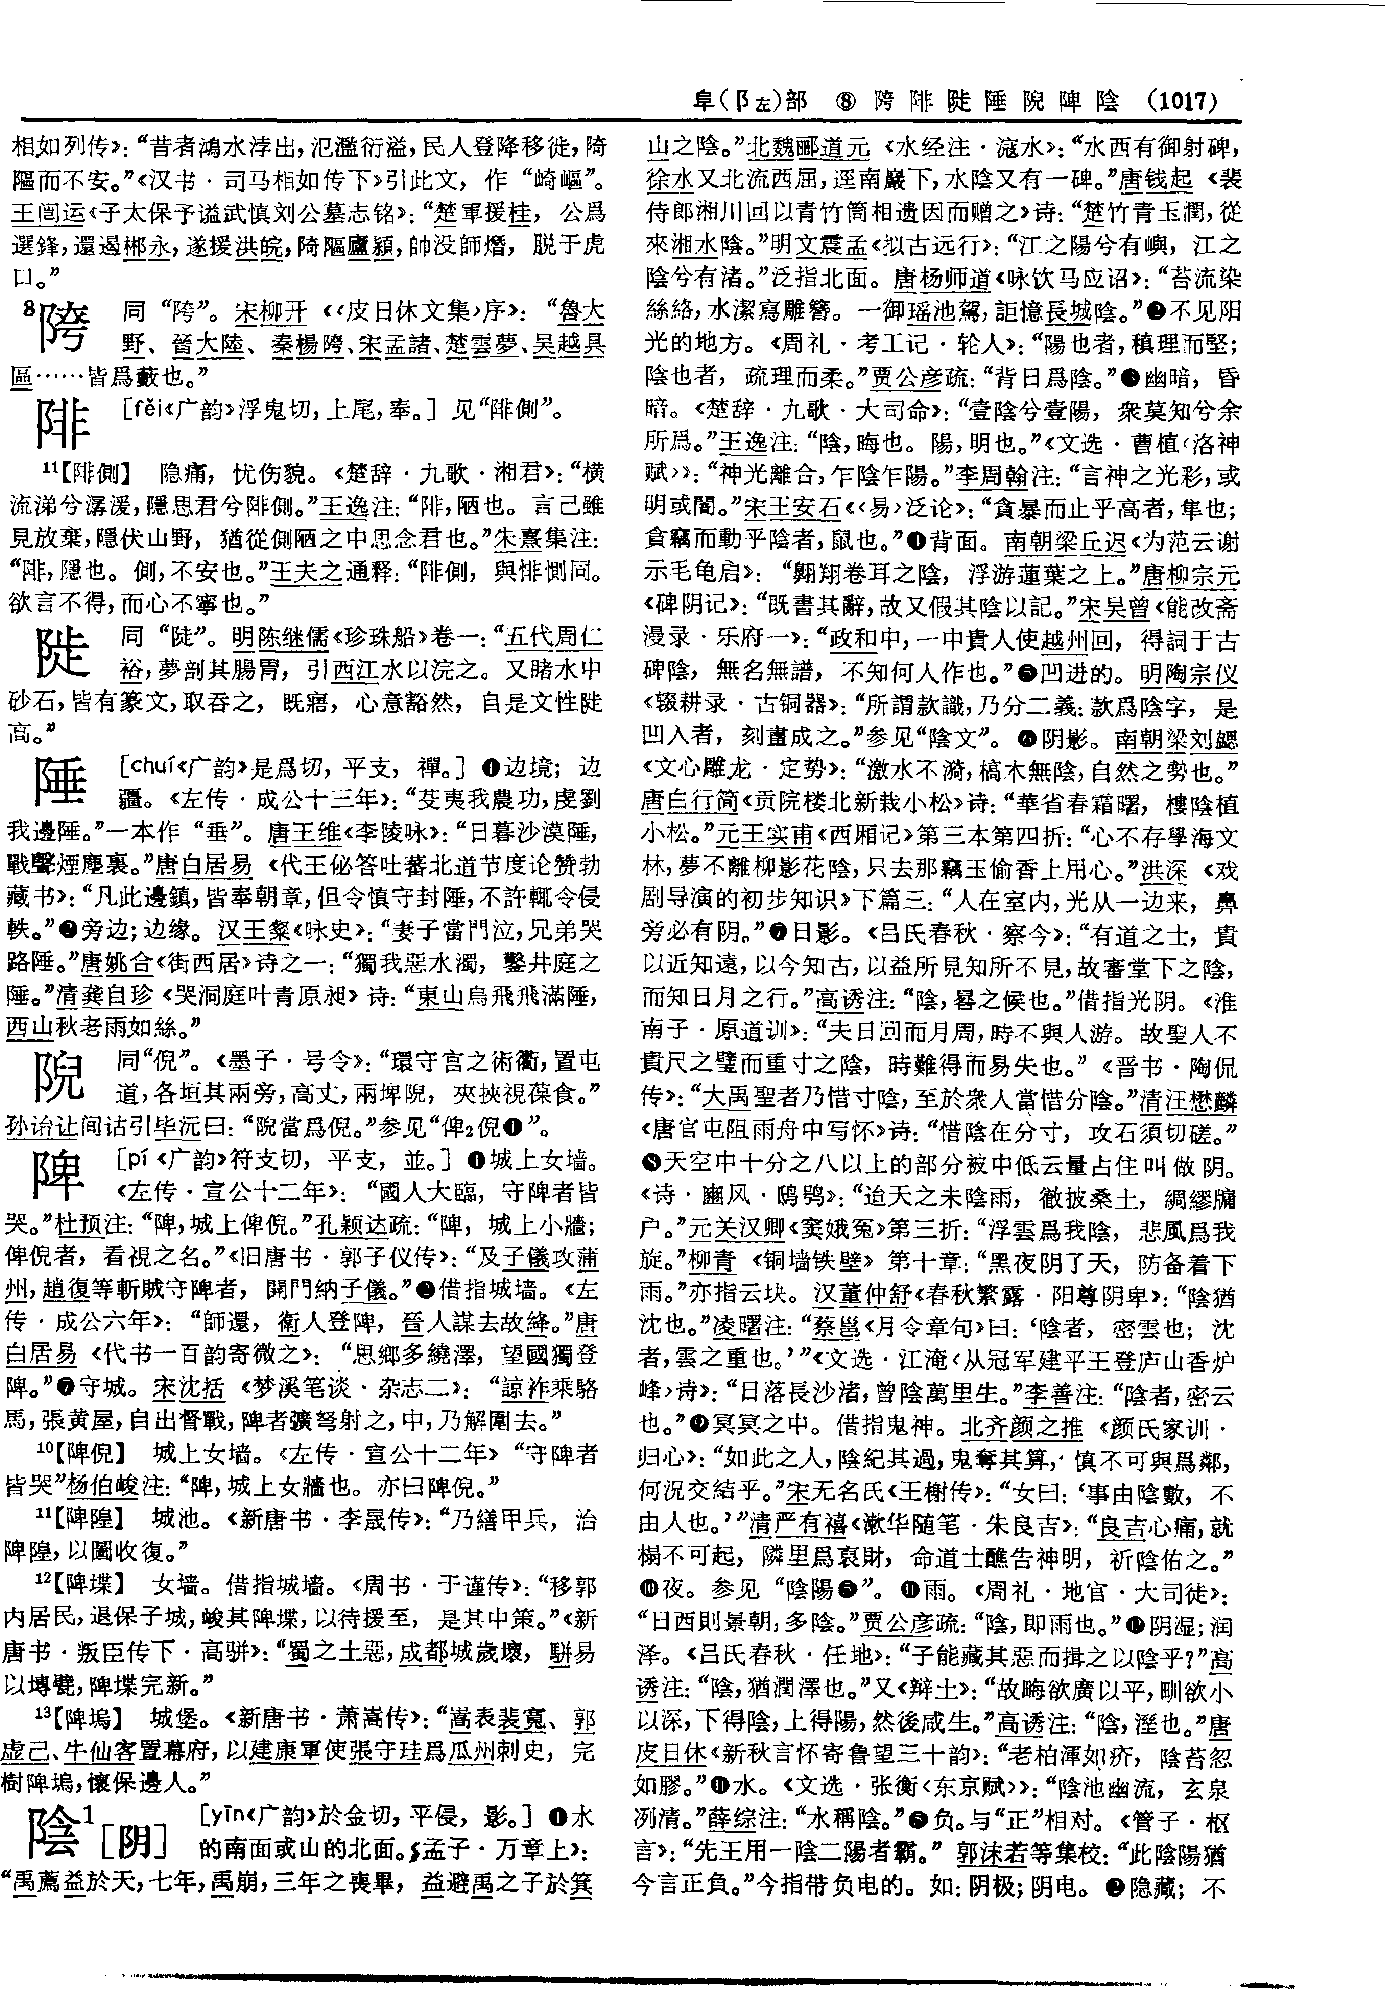 阜(阝左)部 ⑧ 䧄 陫 陡 陲 陒 陴 陰 (1017)
相如列传》：“昔者鴻水浡出，氾濫衍溢，民人登降移徙，陭
䧢而不安。”《汉书·司马相如传下》引此文，作“崎嶇”。
王闿运《子太保予谥武慎刘公墓志铭》：“楚軍援桂，公爲
選鋒，還遏郴永，遂援洪皖，陭䧢廬潁，帥没師熸，脱于虎
口。”
8 䧄 同“䠸”。宋柳开《〈皮日休文集〉序》：“魯大
野、晉大陸、秦楊䠸、宋孟諸、楚雲夢、吴越具
區……皆爲藪也。”
陫 [fěi《广韵》浮鬼切，上尾，奉。] 见“陫側”。
11【陫側】 隐痛，忧伤貌。《楚辞·九歌·湘君》：“横
流涕兮潺湲，隱思君兮陫側。”王逸注：“陫，陋也。言己雖
見放棄，隱伏山野，猶從側陋之中思念君也。”朱熹集注：
“陫，隱也。側，不安也。”王夫之通释：“陫側，與悱惻同。
欲言不得，而心不寧也。”
同“陡”。明陈继儒《珍珠船》卷一：“五代周仁
裕，夢剖其腸胃，引西江水以浣之。又睹水中
砂石，皆有篆文，取吞之，既寤，心意豁然，自是文性陡
高。”
陲 [chuí《广韵》是爲切，平支，禪。] ❶边境；边
疆。《左传·成公十三年》：“芟夷我農功，虔劉
我邊陲。”一本作“垂”。唐王维《李陵咏》：“日暮沙漠陲，
戰聲煙塵裏。”唐白居易《代王佖答吐蕃北道节度论赞勃
藏书》：“凡此邊鎮，皆奉朝章，但令慎守封陲，不許輒令侵
軼。”❷旁边；边缘。汉王粲《咏史》：“妻子當門泣，兄弟哭
路陲。”唐姚合《街西居》诗之一：“獨我惡水濁，鑿井庭之
陲。”清龚自珍《哭洞庭叶青原昶》诗：“東山烏飛飛滿陲，
西山秋老雨如絲。”
䧧 同“倪”。《墨子·号令》：“環守宫之術衢，置屯
道，各垣其兩旁，高丈，爲埤䧧，夾挾視葆食。”
孙诒让间诂引毕沅曰：“䧧當爲倪。”参见“俾2倪❶”。
陴 [pí《广韵》符支切，平支，並。] ❶城上女墙。
《左传·宣公十二年》：“國人大臨，守陴者皆
哭。”杜预注：“陴，城上俾倪。”孔颖达疏：“陴，城上小牆；
俾倪者，看視之名。”《旧唐书·郭子仪传》：“及子儀攻蒲
州，趙復等斬賊守陴者，開門納子儀。”❷借指城墙。《左
传·成公六年》：“師還，衛人登陴，晉人謀去故絳。”唐
白居易《代书一百韵寄微之》：“思鄉多繞澤，望國獨登
陴。”❸守城。宋沈括《梦溪笔谈·杂志二》：“諒祚乘駱
馬，張黄屋，自出督戰，陴者彍弩射之，中，乃解圍去。”
10【陴倪】 城上女墙。《左传·宣公十二年》“守陴者
皆哭”杨伯峻注：“陴，城上女牆也。亦曰陴倪。”
11【陴隍】 城池。《新唐书·李晟传》：“乃繕甲兵，治
陴隍，以圖收復。”
12【陴堞】 女墙。借指城墙。《周书·于谨传》：“移郭
内居民，退保子城，峻其陴堞，以待援至，是其中策。”《新
唐书·叛臣传下·高骈》：“蜀之土惡，成都城歲壞，駢易
以塼甓，陴堞完新。”
13【陴塢】 城堡。《新唐书·萧嵩传》：“嵩表裴寬、郭
虚己、牛仙客置幕府，以建康軍使張守珪爲瓜州刺史，完
樹陴塢，懷保邊人。”
陰1[阴] [yīn《广韵》於金切，平侵，影。] ❶水
的南面或山的北面。《孟子·万章上》：
“禹薦益於天，七年，禹崩，三年之喪畢，益避禹之子於箕
山之陰。”北魏郦道元《水经注·滱水》：“水西有御射碑，
徐水又北流西屈，逕南巖下，水陰又有一碑。”唐钱起《裴
侍郎湘川回以青竹筒相遗因而赠之》诗：“楚竹青玉潤，從
來湘水陰。”明文震孟《拟古远行》：“江之陽兮有嶼，江之
陰兮有渚。”泛指北面。唐杨师道《咏饮马应诏》：“苔流染
絲絡，水潔寫雕簪。一御瑶池駕，詎憶長城陰。”❷不见阳
光的地方。《周礼·考工记·轮人》：“陽也者，稹理而堅；
陰也者，疏理而柔。”贾公彦疏：“背日爲陰。”❸幽暗，昏
暗。《楚辞·九歌·大司命》：“壹陰兮壹陽，衆莫知兮余
所爲。”王逸注：“陰，晦也。陽，明也。”《文选·曹植〈洛神
赋〉》：“神光離合，乍陰乍陽。”李周翰注：“言神之光彩，或
明或闇。”宋王安石《〈易〉泛论》：“貪暴而止乎高者，隼也；
貪竊而動乎陰者，鼠也。”❹背面。南朝梁丘迟《为范云谢
示毛龟启》：“翱翔卷耳之陰，浮游蓮葉之上。”唐柳宗元
《碑阴记》：“既書其辭，故又假其陰以記。”宋吴曾《能改斋
漫录·乐府一》：“政和中，一中貴人使越州回，得詞于古
碑陰，無名無譜，不知何人作也。”❺凹进的。明陶宗仪
《辍耕录·古铜器》：“所謂款識，乃分二義：款爲陰字，是
凹入者，刻畫成之。”参见“陰文”。❻阴影。南朝梁刘勰
《文心雕龙·定势》：“激水不漪，槁木無陰，自然之勢也。”
唐白行简《贡院楼北新栽小松》诗：“華省春霜曙，樓陰植
小松。”元王实甫《西厢记》第三本第四折：“心不存學海文
林，夢不離柳影花陰，只去那竊玉偷香上用心。”洪深《戏
剧导演的初步知识》下篇三：“人在室内，光从一边来，鼻
旁必有阴。”❼日影。《吕氏春秋·察今》：“有道之士，貴
以近知遠，以今知古，以益所見知所不見，故審堂下之陰，
而知日月之行。”高诱注：“陰，晷之候也。”借指光阴。《淮
南子·原道训》：“夫日回而月周，時不與人游。故聖人不
貴尺之璧而重寸之陰，時難得而易失也。”《晋书·陶侃
传》：“大禹聖者乃惜寸陰，至於衆人當惜分陰。”清汪懋麟
《唐官屯阻雨舟中写怀》诗：“惜陰在分寸，攻石須切磋。”
❽天空中十分之八以上的部分被中低云量占住叫做阴。
《诗·豳风·鸱鸮》：“迨天之未陰雨，徹彼桑土，綢繆牖
户。”元关汉卿《窦娥冤》第三折：“浮雲爲我陰，悲風爲我
旋。”柳青《铜墙铁壁》第十章：“黑夜阴了天，防备着下
雨。”亦指云块。汉董仲舒《春秋繁露·阳尊阴卑》：“陰猶
沈也。”凌曙注：“蔡邕《月令章句》曰：‘陰者，密雲也；沈
者，雲之重也。’”《文选·江淹〈从冠军建平王登庐山香炉
峰〉诗》：“日落長沙渚，曾陰萬里生。”李善注：“陰者，密云
也。”❾冥冥之中。借指鬼神。北齐颜之推《颜氏家训·
归心》：“如此之人，陰紀其過，鬼奪其算，慎不可與爲鄰，
何況交結乎。”宋无名氏《王榭传》：“女曰：‘事由陰數，不
由人也。’”清严有禧《漱华随笔·朱良吉》：“良吉心痛，就
榻不可起，隣里爲裒財，命道士醮告神明，祈陰佑之。”
❿夜。参见“陰陽❺”。⓫雨。《周礼·地官·大司徒》：
“日西則景朝，多陰。”贾公彦疏：“陰，即雨也。”⓬阴湿；润
泽。《吕氏春秋·任地》：“子能藏其惡而揖之以陰乎？”高
诱注：“陰，猶潤澤也。”又《辩土》：“故晦欲廣以平，甽欲小
以深，下得陰，上得陽，然後咸生。”高诱注：“陰，溼也。”唐
皮日休《新秋言怀寄鲁望三十韵》：“老柏渾如疥，陰苔忽
如膠。”⓭水。《文选·张衡〈东京赋〉》：“陰池幽流，玄泉
冽清。”薛综注：“水稱陰。”⓮负。与“正”相对。《管子·枢
言》：“先王用一陰二陽者霸。”郭沫若等集校：“此陰陽猶
今言正負。”今指带负电的。如：阴极；阴电。⓯隐藏；不